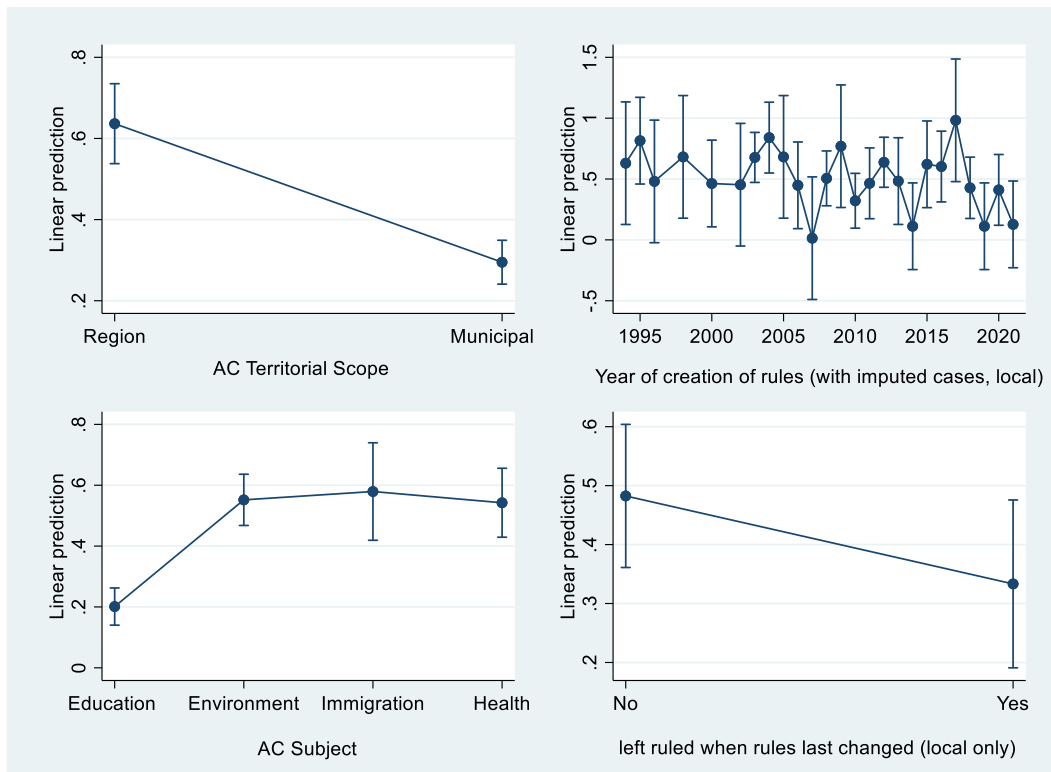 Linear prediction
.8
.6
.4
.2
Region Municipal
AC Territorial Scope
Linear prediction
1.5
1
.5
0
-.5
1995 2000 2005 2010 2015 2020
Year of creation of rules (with imputed cases, local)
Linear prediction
.8
.6
.4
.2
0
Education Environment Immigration Health
AC Subject
Linear prediction
.6
.5
.4
.3
.2
No Yes
left ruled when rules last changed (local only)